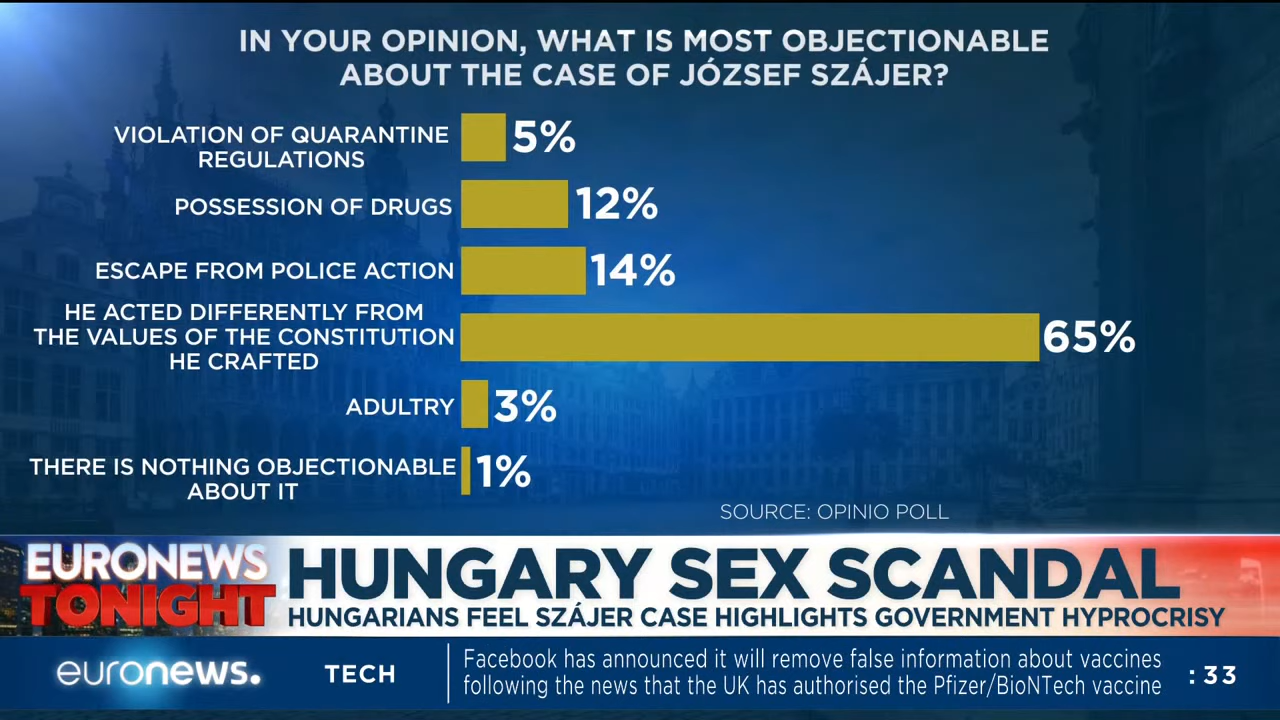 IN YOUR OPINION, WHAT IS MOST OBJECTIONABLE
ABOUT THE CASE OF JÓZSEF SZÁJER?
VIOLATION OF QUARANTINE
REGULATIONS
5%
POSSESSION OF DRUGS
12%
ESCAPE FROM POLICE ACTION
14%
HE ACTED DIFFERENTLY FROM
THE VALUES OF THE CONSTITUTION
HE CRAFTED
65%
ADULTRY
3%
THERE IS NOTHING OBJECTIONABLE
ABOUT IT
1%
SOURCE: OPINIO POLL
EURONEWS
TONIGHT
HUNGARY SEX SCANDAL
HUNGARIANS FEEL SZÁJER CASE HIGHLIGHTS GOVERNMENT HYPROCRISY
euronews.
TECH
Facebook has announced it will remove false information about vaccines
following the news that the UK has authorised the Pfizer/BioNTech vaccine
:33